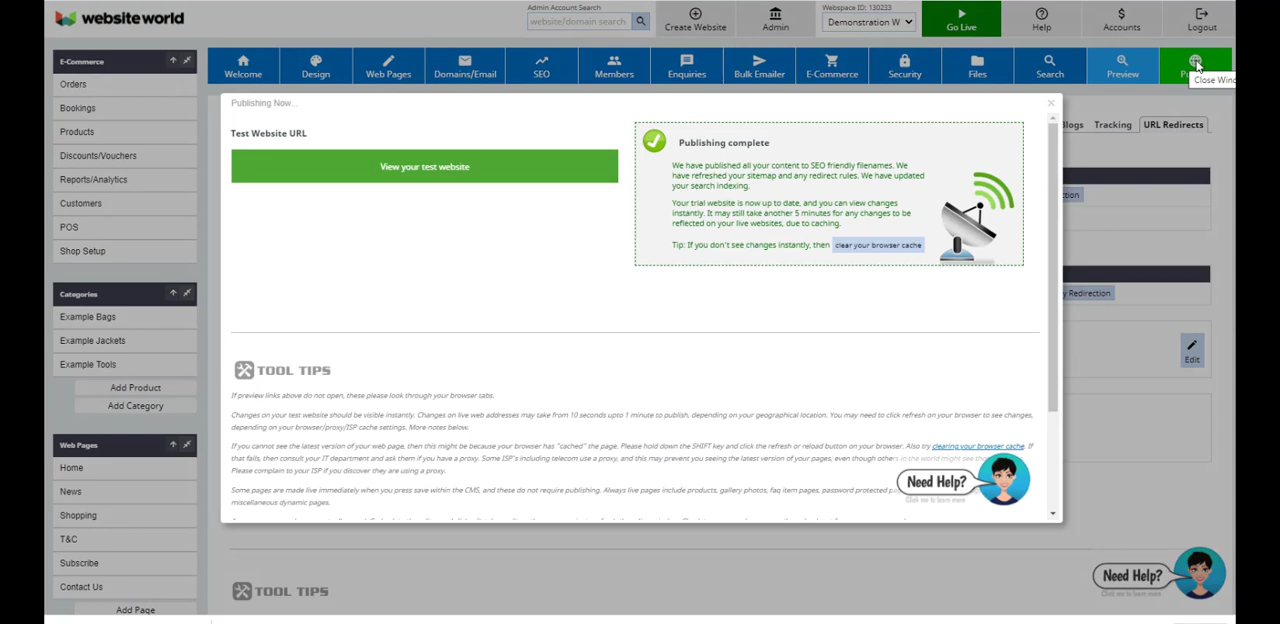 website world
Admin Account Search
website/domain search
Create Website
Admin
Webspace ID: 130233
Demonstration W
Go Live
Help
Accounts
Logout
Welcome
Design
Web Pages
Domains/Email
SEO
Members
Enquiries
Bulk Emailer
E-Commerce
Security
Files
Search
Preview
Close Wind
E-Commerce
Orders
Bookings
Products
Discounts/Vouchers
Reports/Analytics
Customers
POS
Shop Setup
Categories
Example Bags
Example Jackets
Example Tools
Add Product
Add Category
Web Pages
Home
News
Shopping
T&C
Subscribe
Contact Us
Add Page
Publishing Now...
Test Website URL
View your test website
Publishing complete
We have published all your content to SEO friendly filenames. We
have refreshed your sitemap and any redirect rules. We have updated
your search indexing.
Your trial website is now up to date, and you can view changes
instantly. It may still take another 5 minutes for any changes to be
reflected on your live websites, due to caching.
Tip: If you don't see changes instantly, then clear your browser cache
TOOL TIPS
If preview links above do not open, these please look through your browser tabs.
Changes on your test website should be visible instantly. Changes on live web addresses may take from 10 seconds upto 1 minute to publish, depending on your geographical location. You may need to click refresh on your browser to see changes,
depending on your browser/proxy/ISP cache settings. More notes below.
If you cannot see the latest version of your web page, then this might be because your browser has "cached" the page. Please hold down the SHIFT key and click the refresh or reload button on your browser. Also try clearing your browser cache. If
that fails, then consult your IT department and ask them if you have a proxy. Some ISP's including telecom use a proxy, and this may prevent you seeing the latest version of your pages, even though others in the world might see
Please complain to your ISP if you discover they are using a proxy.
Some pages are made live immediately when you press save within the CMS, and these do not require publishing. Always live pages include products, gallery photos, faq item pages, password protected
miscellaneous dynamic pages.
Need Help?
Click me to learn more
logs
Tracking
URL Redirects
tion
y Redirection
Edit
TOOL TIPS
Need Help?
Click me to learn more